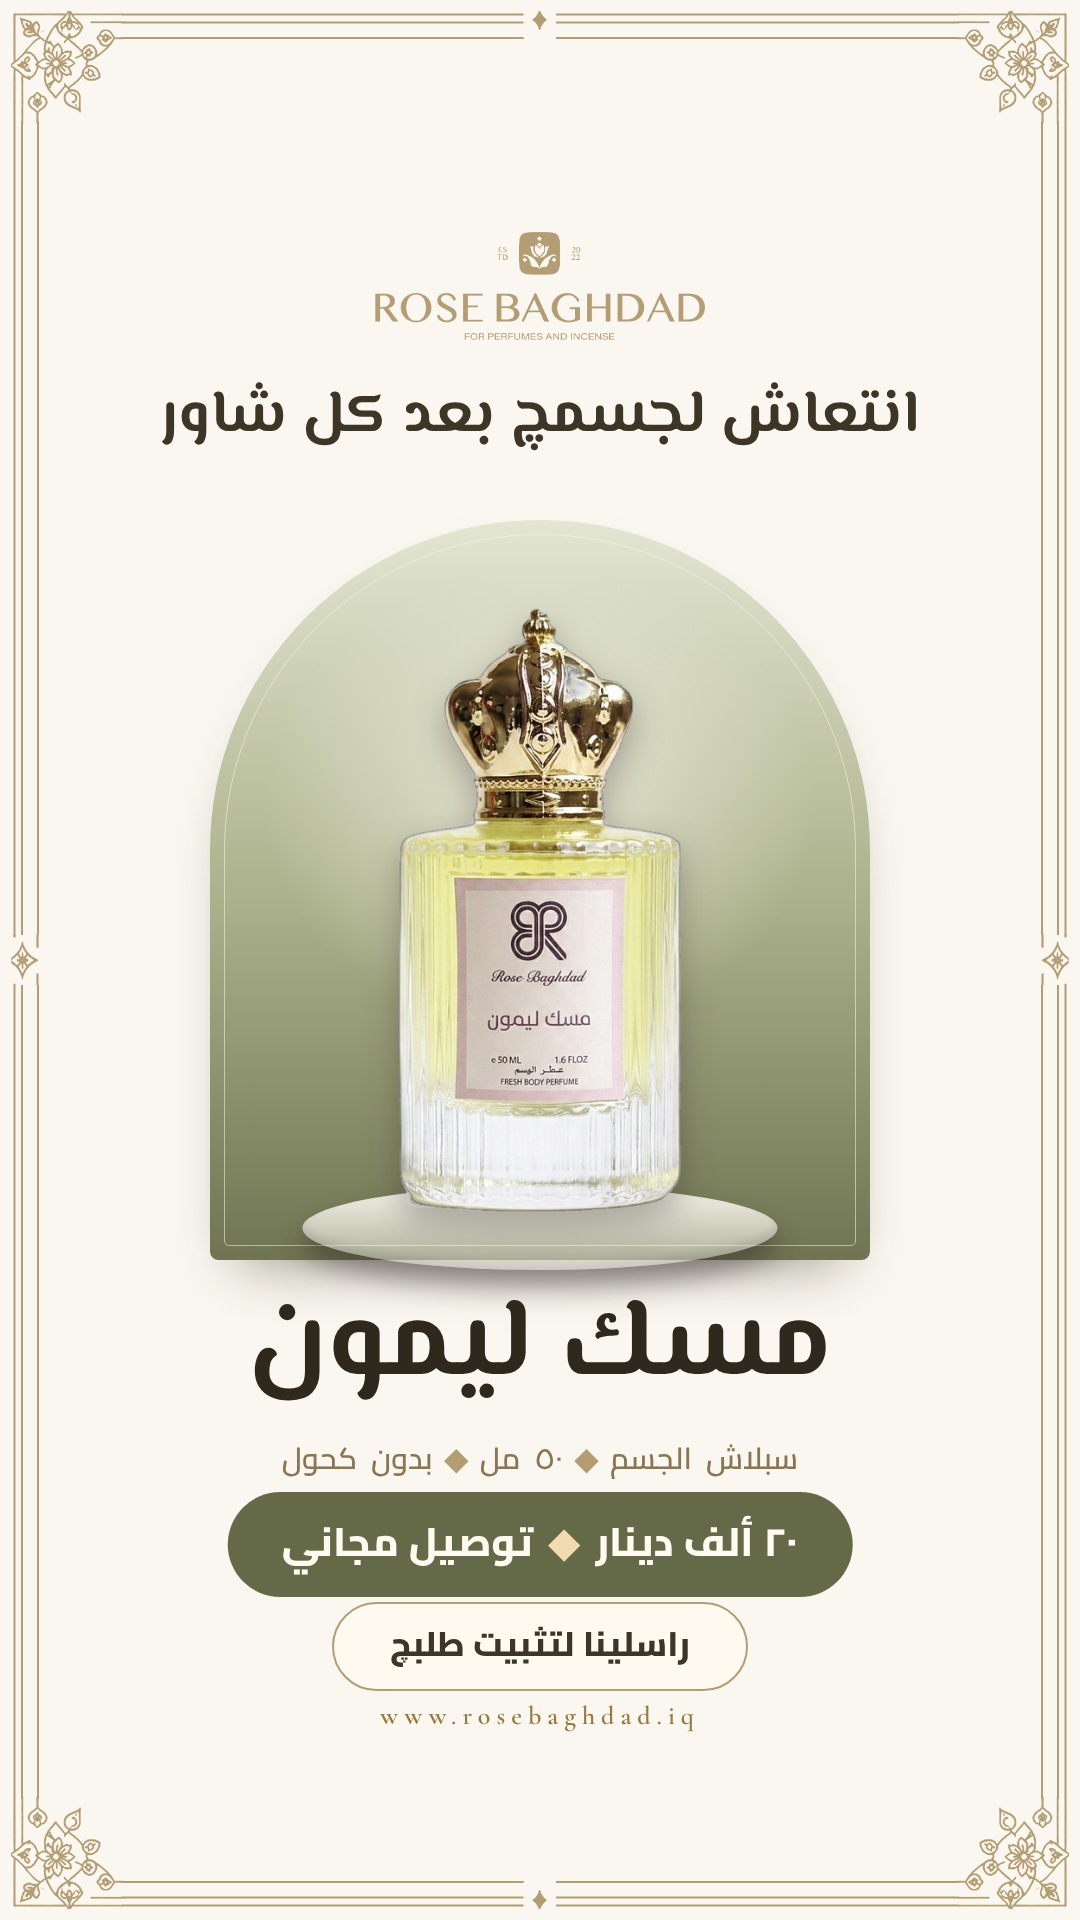 ES
TD
20
22
ROSE BAGHDAD
FOR PERFUMES AND INCENSE
انتعاش لجسمچ بعد كل شاور
Rose Baghdad
مسك ليمون
e 50 ML 1.6 FLOZ
عطر الجسم
FRESH BODY PERFUME
مسك ليمون
سبلاش الجسم ◆ ٥٠ مل ◆ بدون كحول
٢٠ ألف دينار ◆ توصيل مجاني
راسلينا لتثبيت طلبچ
www.rosebaghdad.iq